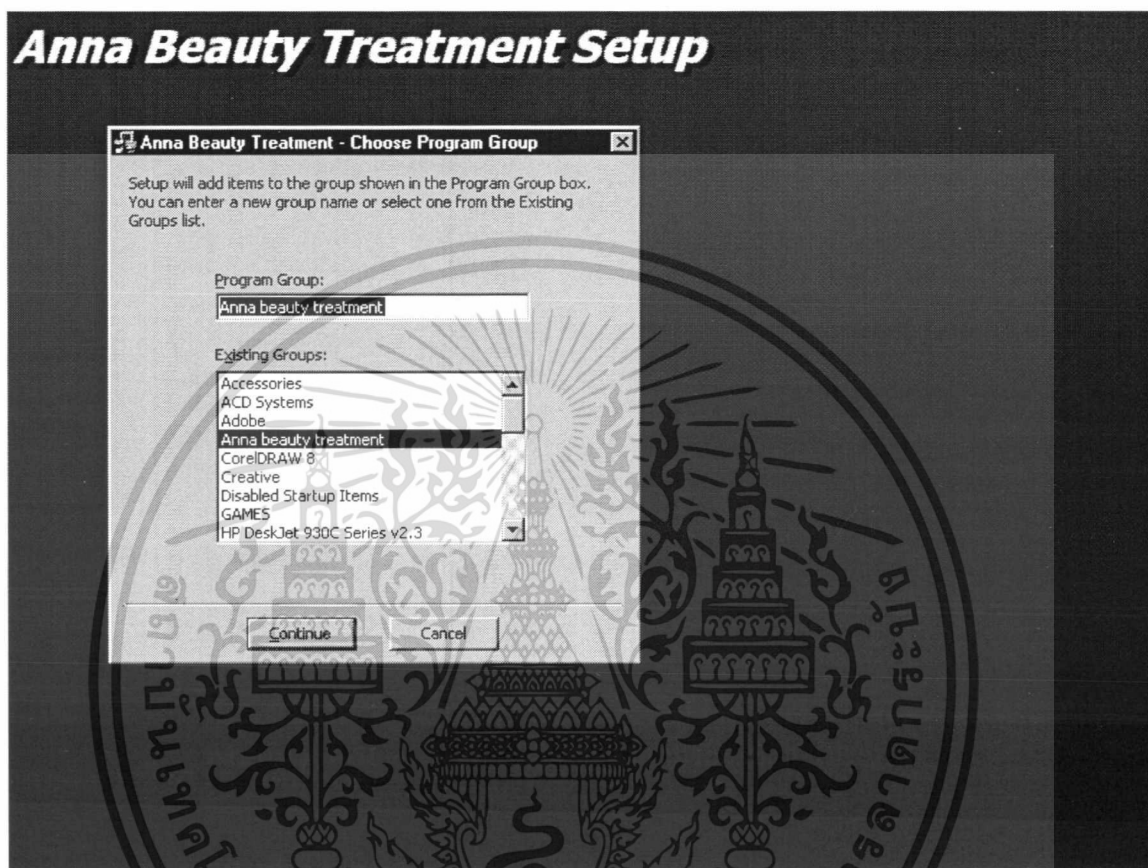 Anna Beauty Treatment Setup
Anna Beauty Treatment - Choose Program Group
Setup will add items to the group shown in the Program Group box.
You can enter a new group name or select one from the Existing
Groups list.
Program Group:
Anna beauty treatment
Existing Groups:
Accessories
ACD Systems
Adobe
Anna beauty treatment
CorelDRAW 8
Creative
Disabled Startup Items
GAMES
HP DeskJet 930C Series v2.3
Continue
Cancel